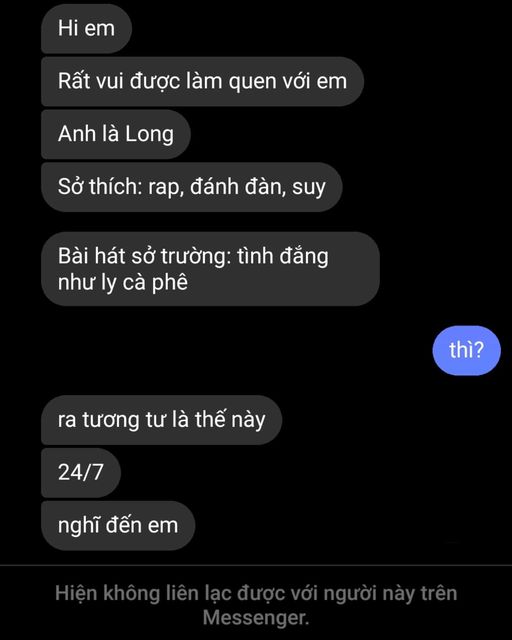 Hi em
Rất vui được làm quen với em
Anh là Long
Sở thích: rap, đánh đàn, suy
Bài hát sở trường: tình đắng
như ly cà phê
thì?
ra tương tư là thế này
24/7
nghĩ đến em
Hiện không liên lạc được với người này trên
Messenger.